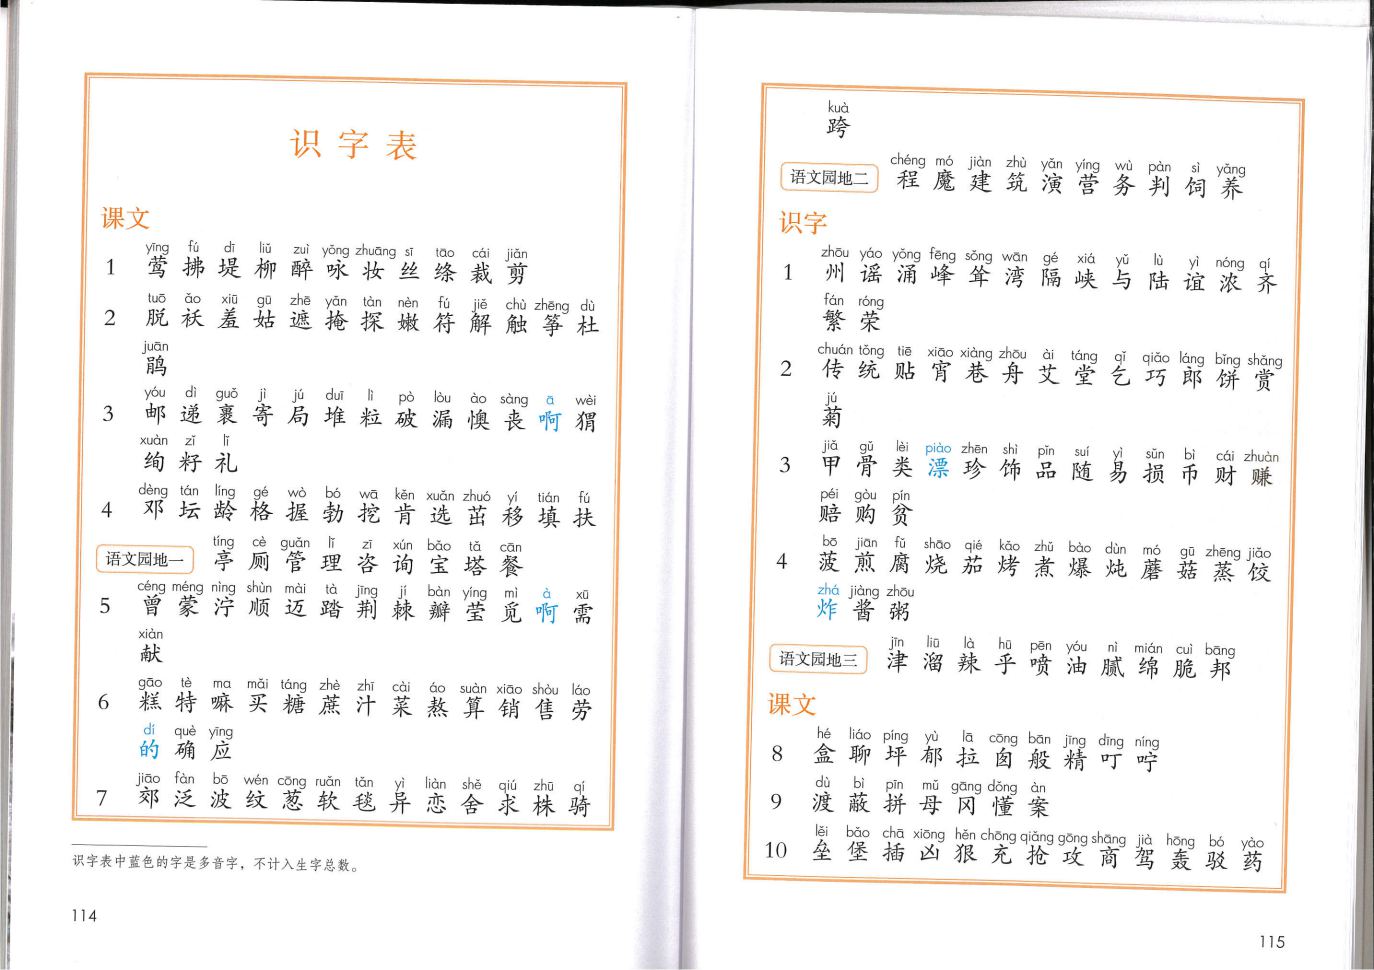 识字表
课文
yīng fú dī liǔ zuì yǒng zhuāng sī tāo cái jiǎn
1 莺 拂 堤 柳 醉 咏 妆 丝 绦 裁 剪
tuō ǎo xiū gū zhē yǎn tàn nèn fú jiě chù zhēng dù
2 脱 袄 羞 姑 遮 掩 探 嫩 符 解 触 筝 杜
juān
鹃
yóu dì guǒ jì jú duī lì pò lòu ào sàng ā wèi
3 邮 递 裹 寄 局 堆 粒 破 漏 懊 丧 啊 猬
xuàn zǐ lǐ
绚 籽 礼
dèng tán líng gé wò bó wā kěn xuǎn zhuó yí tián fú
4 邓 坛 龄 格 握 勃 挖 肯 选 茁 移 填 扶
tíng cè guǎn lǐ zī xún bǎo tǎ cān
语文园地一 亭 厕 管 理 咨 询 宝 塔 餐
céng méng nìng shùn mài tà jīng jí bàn yíng mì à xū
5 曾 蒙 泞 顺 迈 踏 荆 棘 瓣 莹 觅 啊 需
xiàn
献
gāo tè ma mǎi táng zhè zhī cài áo suàn xiāo shòu láo
6 糕 特 嘛 买 糖 蔗 汁 菜 熬 算 销 售 劳
dí què yīng
的 确 应
jiāo fàn bō wén cōng ruǎn tǎn yì liàn shě qiú zhū qí
7 郊 泛 波 纹 葱 软 毯 异 恋 舍 求 株 骑
识字表中蓝色的字是多音字，不计入生字总数。
114
kuà
跨
chéng mó jiàn zhù yǎn yíng wù pàn sì yǎng
语文园地二 程 魔 建 筑 演 营 务 判 饲 养
识字
zhōu yáo yǒng fēng sǒng wān gé xiá yǔ lù yì nóng qí
1 州 谣 涌 峰 耸 湾 隔 峡 与 陆 谊 浓 齐
fán róng
繁 荣
chuán tǒng tiē xiāo xiàng zhōu ài táng qǐ qiǎo láng bǐng shǎng
2 传 统 贴 宵 巷 舟 艾 堂 乞 巧 郎 饼 赏
jú
菊
jiǎ gǔ lèi piào zhēn shì pǐn suí yì sǔn bì cái zhuàn
3 甲 骨 类 漂 珍 饰 品 随 易 损 币 财 赚
péi gòu pín
赔 购 贫
bō jiān fǔ shāo qié kǎo zhǔ bào dùn mó gū zhēng jiǎo
4 菠 煎 腐 烧 茄 烤 煮 爆 炖 蘑 菇 蒸 饺
zhá jiàng zhōu
炸 酱 粥
jīn liū là hū pēn yóu nì mián cuì bāng
语文园地三 津 溜 辣 乎 喷 油 腻 绵 脆 邦
课文
hé liáo píng yù lā cōng bān jīng dīng níng
8 盒 聊 坪 郁 拉 囱 般 精 叮 咛
dù bì pīn mǔ gāng dǒng àn
9 渡 蔽 拼 母 冈 懂 案
lěi bǎo chā xiōng hěn chōng qiǎng gōng shāng jià hōng bó yào
10 垒 堡 插 凶 狠 充 抢 攻 商 驾 轰 驳 药
115